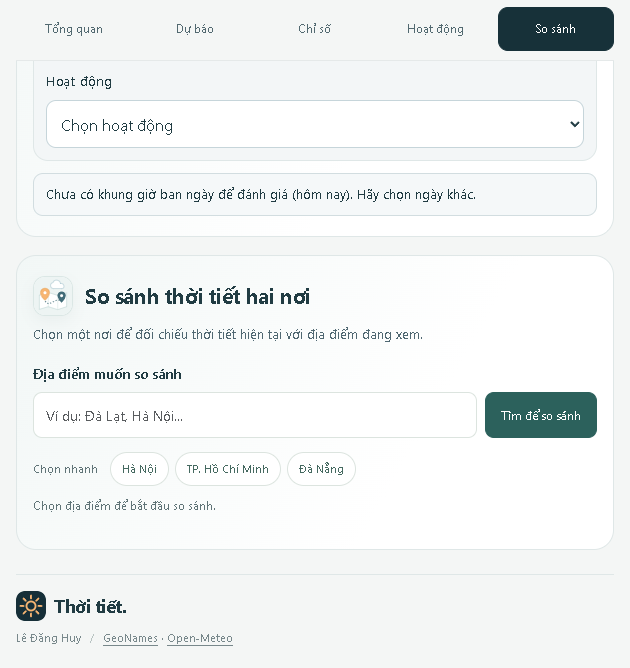 Tổng quan Dự báo Chỉ số Hoạt động So sánh
Hoạt động
Chọn hoạt động
Chưa có khung giờ ban ngày để đánh giá (hôm nay). Hãy chọn ngày khác.
So sánh thời tiết hai nơi
Chọn một nơi để đối chiếu thời tiết hiện tại với địa điểm đang xem.
Địa điểm muốn so sánh
Ví dụ: Đà Lạt, Hà Nội...
Tìm để so sánh
Chọn nhanh Hà Nội TP. Hồ Chí Minh Đà Nẵng
Chọn địa điểm để bắt đầu so sánh.
Thời tiết.
Lê Đăng Huy / GeoNames · Open-Meteo